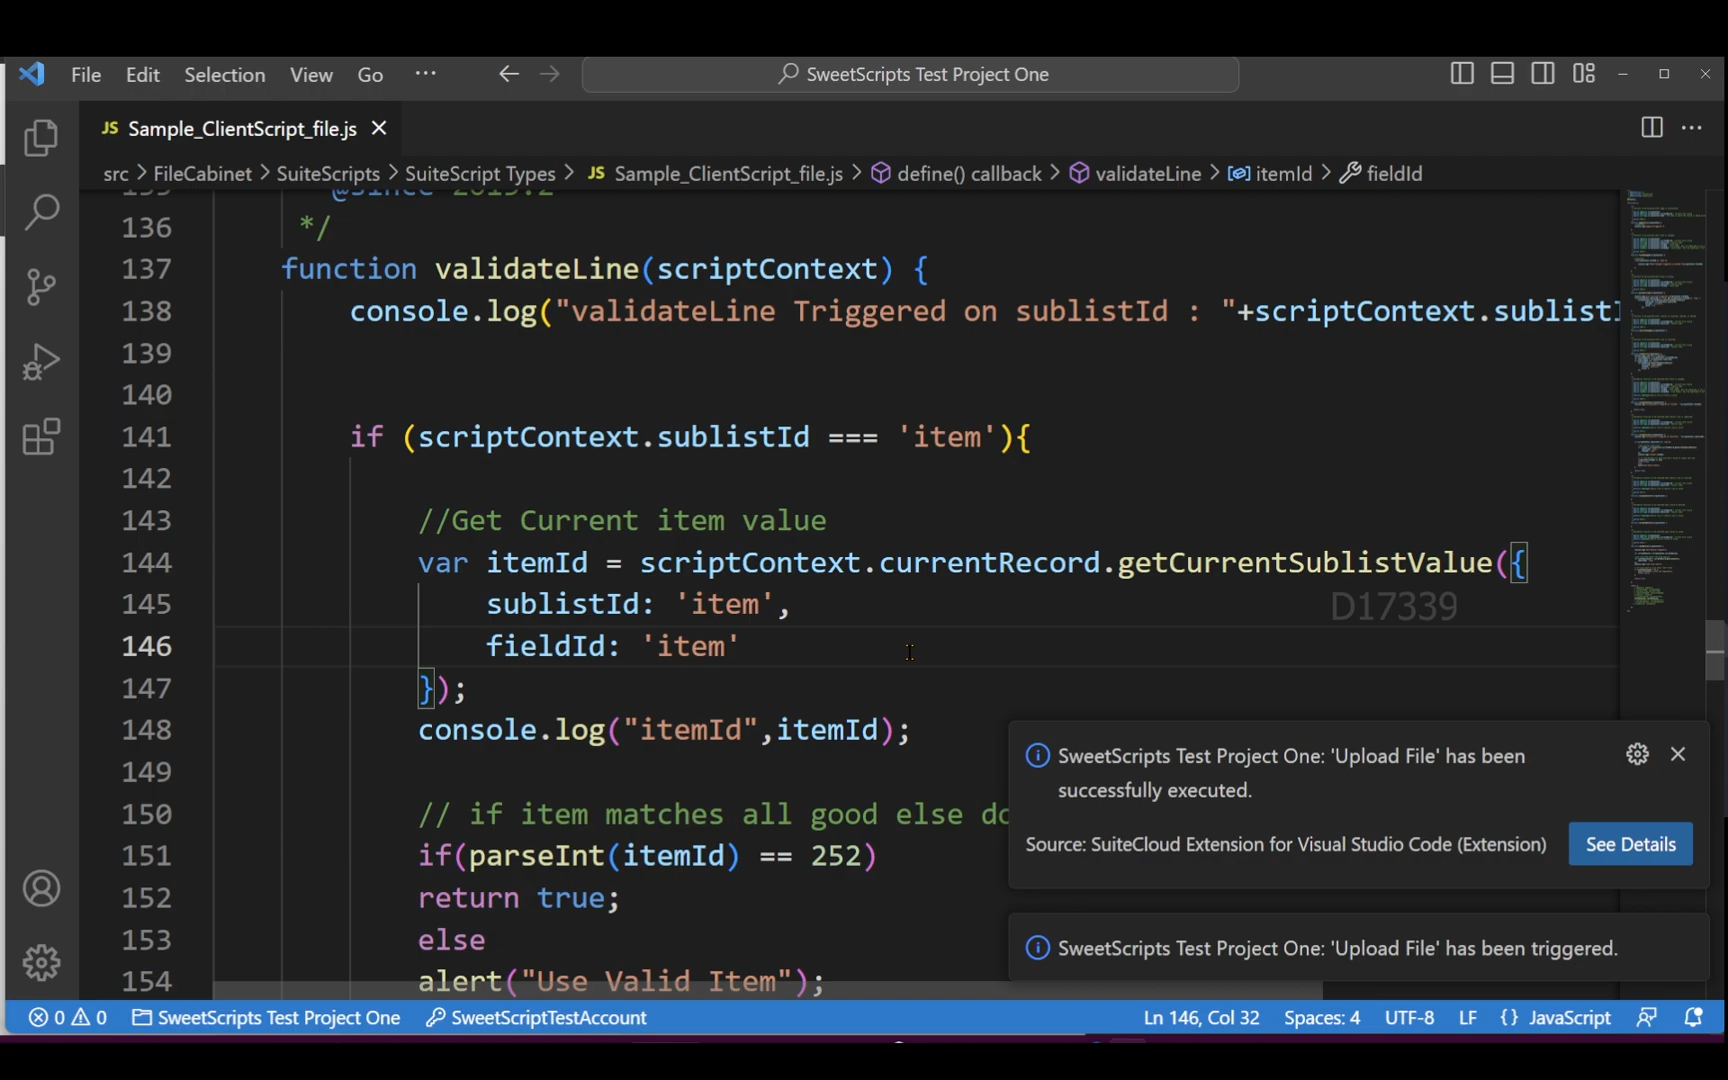 File Edit Selection View Go ··· SweetScripts Test Project One
JS Sample_ClientScript_file.js
src > FileCabinet > SuiteScripts > SuiteScript Types > JS Sample_ClientScript_file.js > define() callback > validateLine > itemId > fieldId
136 */
137 function validateLine(scriptContext) {
138 console.log("validateLine Triggered on sublistId : "+scriptContext.sublistI
139
140
141 if (scriptContext.sublistId === 'item'){
142
143 //Get Current item value
144 var itemId = scriptContext.currentRecord.getCurrentSublistValue({
145 sublistId: 'item',
D17339
146 fieldId: 'item'
147 });
148 console.log("itemId",itemId);
149
150 // if item matches all good else do
151 if(parseInt(itemId) == 252)
152 return true;
153 else
154 alert("Use Valid Item");
SweetScripts Test Project One: 'Upload File' has been
successfully executed.
Source: SuiteCloud Extension for Visual Studio Code (Extension) See Details
SweetScripts Test Project One: 'Upload File' has been triggered.
0 0 SweetScripts Test Project One SweetScriptTestAccount Ln 146, Col 32 Spaces: 4 UTF-8 LF {} JavaScript